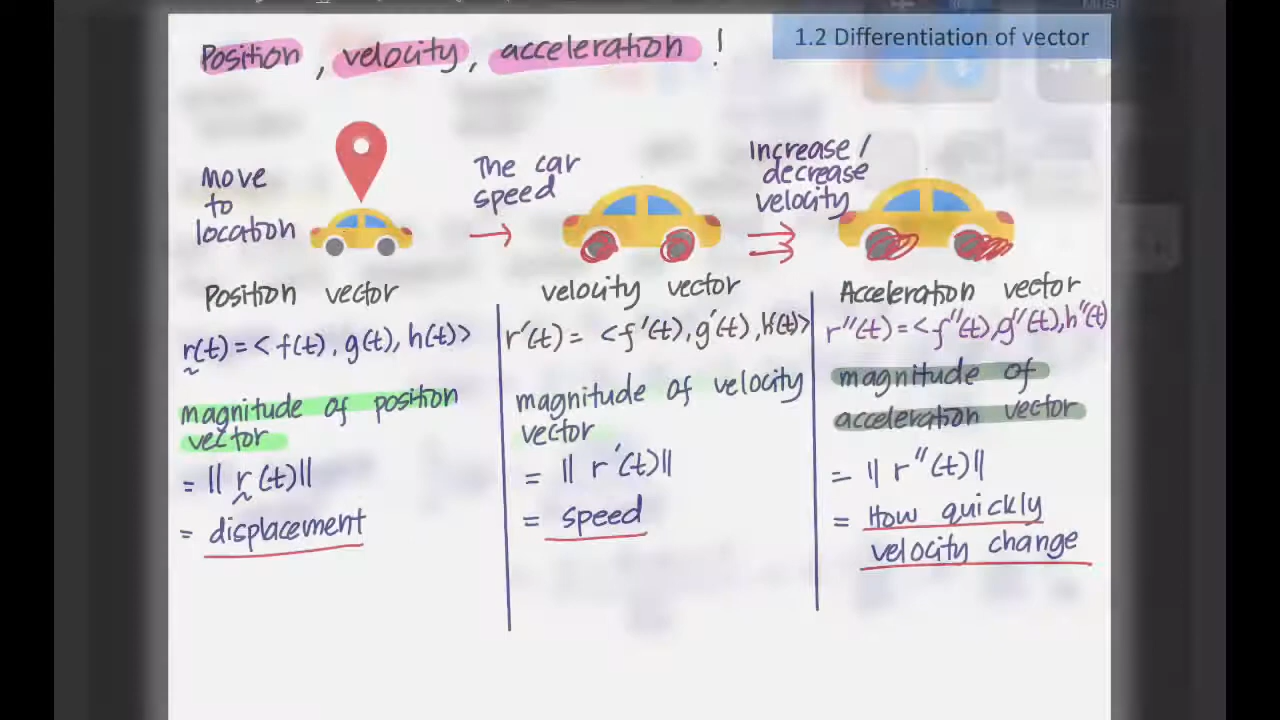 Position, velocity, acceleration!
1.2 Differentiation of vector
Move
to
location
The car
speed
Increase/
decrease
velocity
Position vector
r(t) = < f(t), g(t), h(t) >
magnitude of position
vector
= || r(t) ||
= displacement
velocity vector
r'(t) = < f'(t), g'(t), h'(t) >
magnitude of velocity
vector
= || r'(t) ||
= speed
Acceleration vector
r''(t) = < f''(t), g''(t), h''(t)
magnitude of
acceleration vector
= || r''(t) ||
= How quickly
velocity change